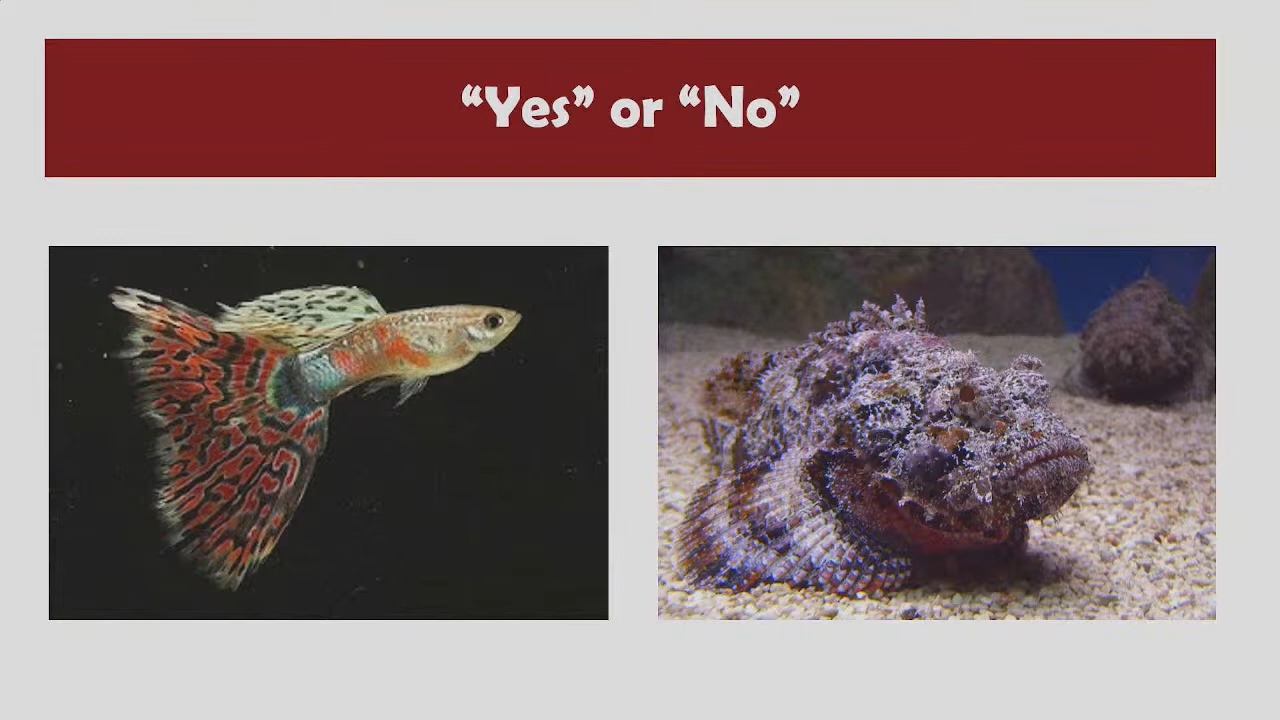 “Yes” or “No”